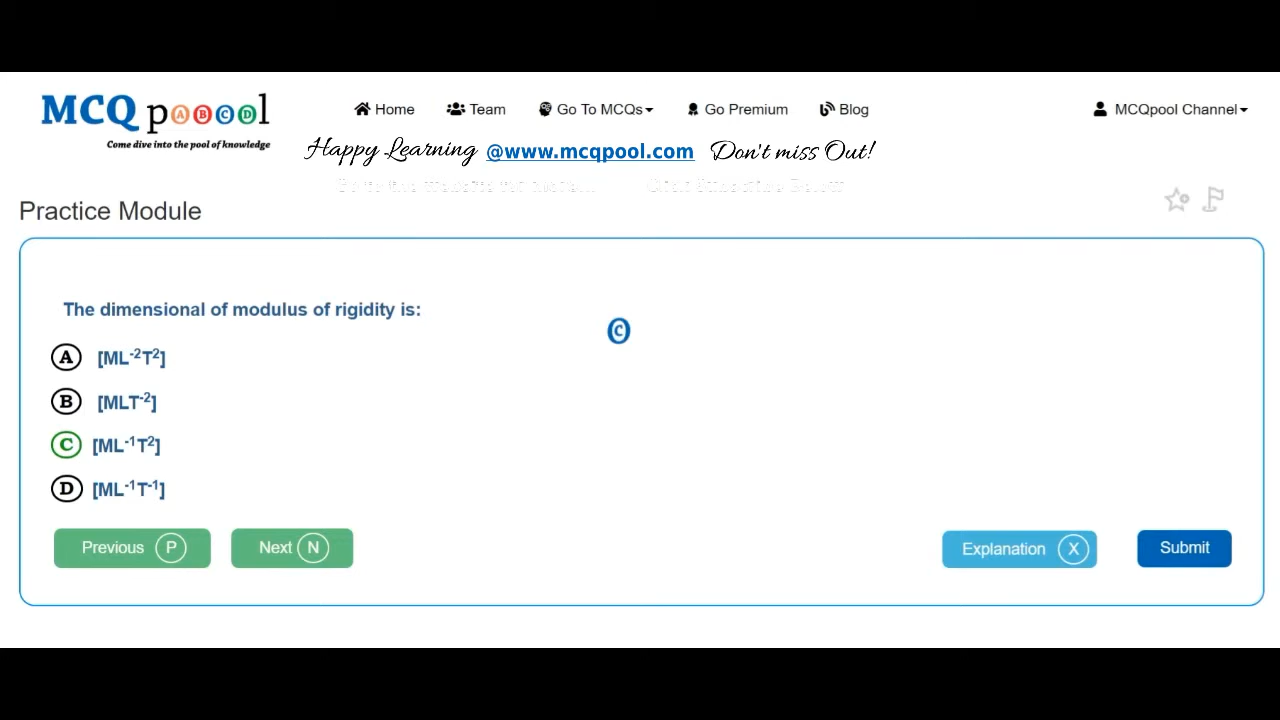 MCQ pABCDl
Come dive into the pool of knowledge
Home Team Go To MCQs Go Premium Blog MCQpool Channel
Happy Learning @www.mcqpool.com Don't miss Out!
Practice Module
The dimensional of modulus of rigidity is:
C
A [ML⁻²T²]
B [MLT⁻²]
C [ML⁻¹T²]
D [ML⁻¹T⁻¹]
Previous P Next N Explanation X Submit